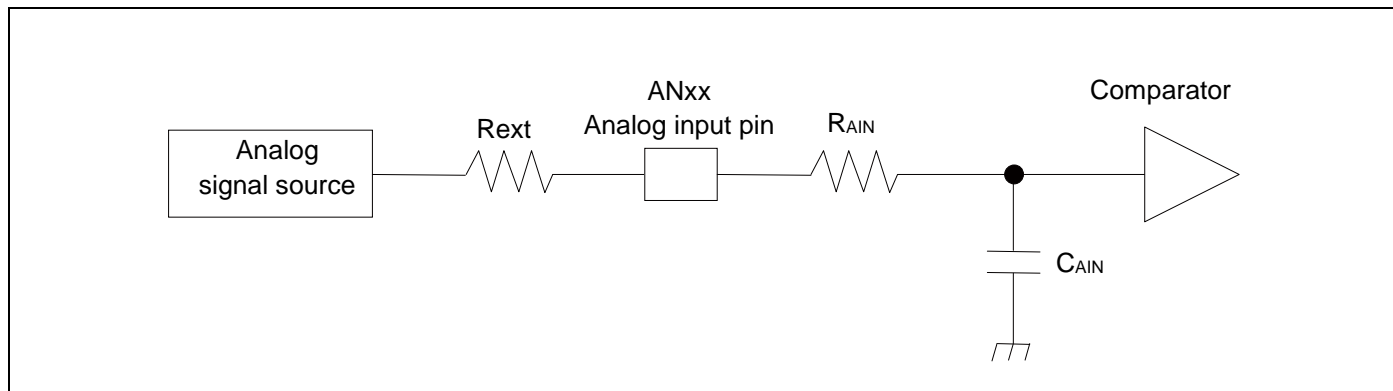 Analog
signal source
Rext
ANxx
Analog input pin
RAIN
Comparator
CAIN